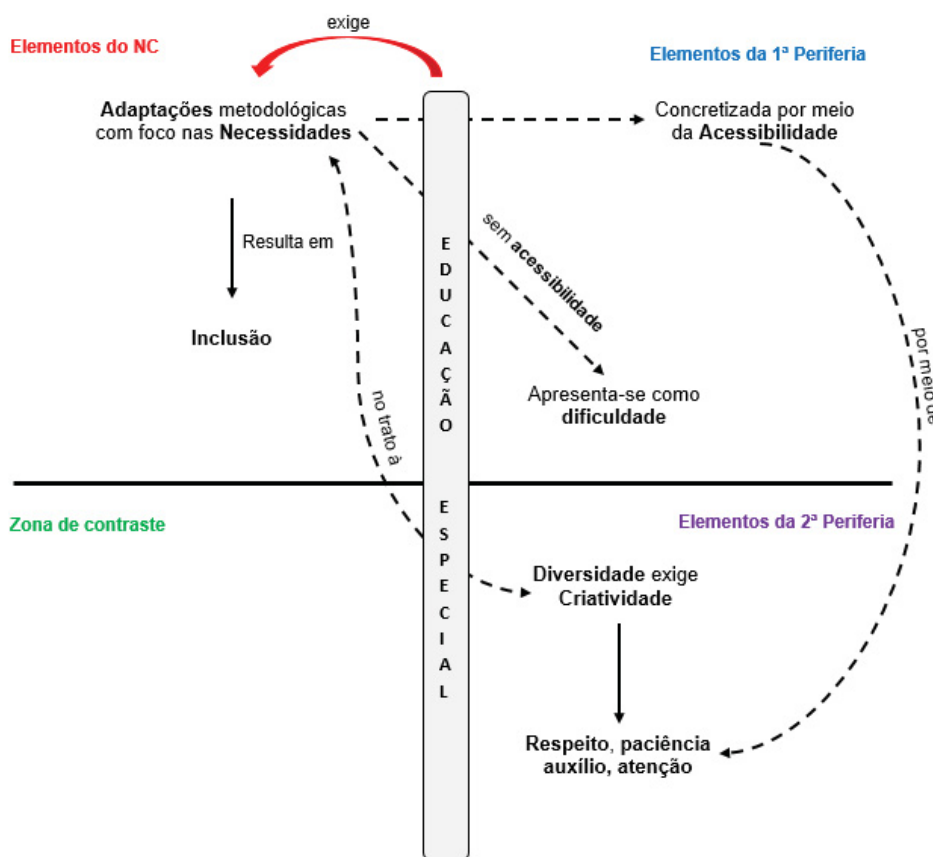 exige
Elementos do NC
Elementos da 1ª Periferia
Adaptações metodológicas
com foco nas Necessidades
Concretizada por meio
da Acessibilidade
Resulta em
Inclusão
sem acessibilidade
Apresenta-se como
dificuldade
por meio de
no trato à
EDUCAÇÃO ESPECIAL
Zona de contraste
Elementos da 2ª Periferia
Diversidade exige
Criatividade
Respeito, paciência
auxílio, atenção